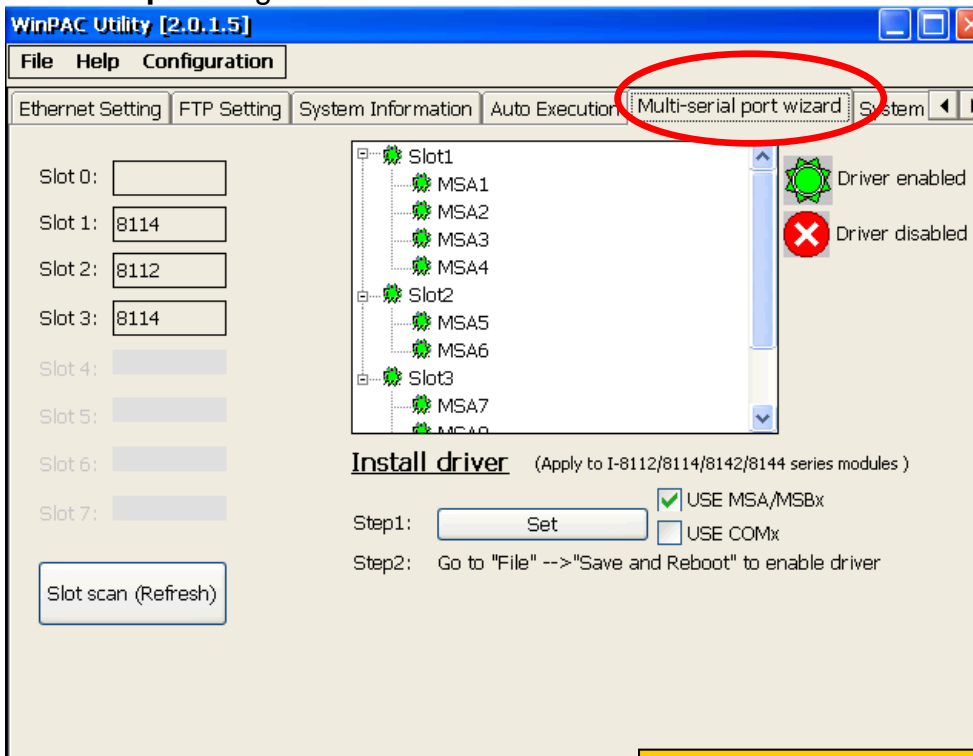 WinPAC Utility [2.0.1.5]
File Help Configuration
Ethernet Setting FTP Setting System Information Auto Execution Multi-serial port wizard System
Slot 0:
Slot 1: 8114
Slot 2: 8112
Slot 3: 8114
Slot 4:
Slot 5:
Slot 6:
Slot 7:
Slot scan (Refresh)
Slot1
MSA1
MSA2
MSA3
MSA4
Slot2
MSA5
MSA6
Slot3
MSA7
Driver enabled
Driver disabled
Install driver (Apply to I-8112/8114/8142/8144 series modules )
Step1: Set
USE MSA/MSBx
USE COMx
Step2: Go to "File" -->"Save and Reboot" to enable driver